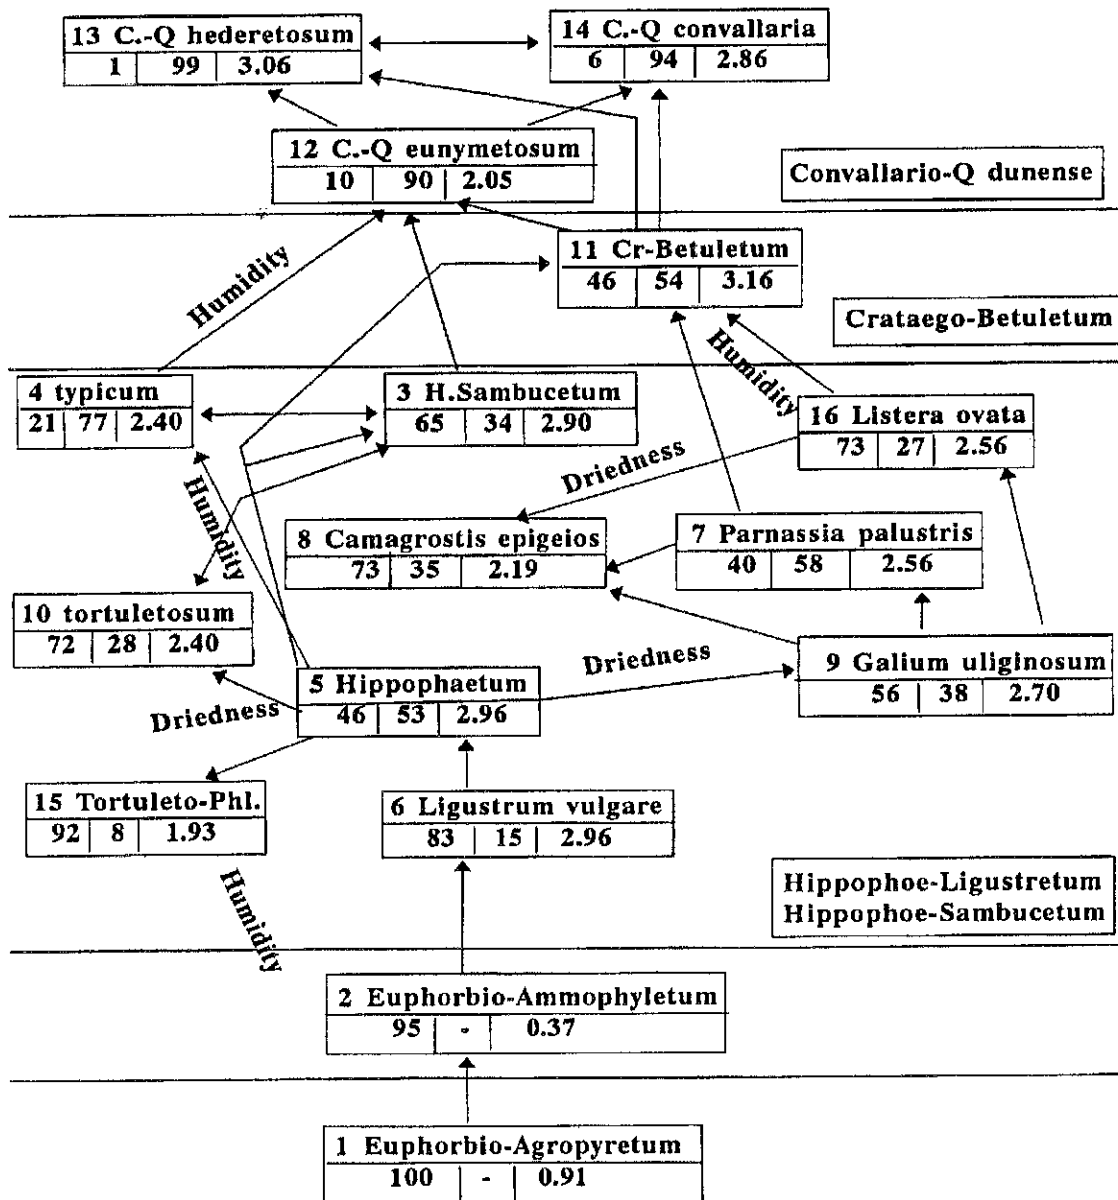 13 C.-Q hederetosum
1 99 3.06
14 C.-Q convallaria
6 94 2.86
12 C.-Q eunymetosum
10 90 2.05
Convallario-Q dunense
11 Cr-Betuletum
46 54 3.16
Humidity
Crataego-Betuletum
Humidity
4 typicum
21 77 2.40
3 H.Sambucetum
65 34 2.90
16 Listera ovata
73 27 2.56
Driedness
Humidity
8 Camagrostis epigeios
73 35 2.19
7 Parnassia palustris
40 58 2.56
10 tortuletosum
72 28 2.40
Driedness
9 Galium uliginosum
56 38 2.70
5 Hippophaetum
46 53 2.96
Driedness
15 Tortuleto-Phl.
92 8 1.93
6 Ligustrum vulgare
83 15 2.96
Humidity
Hippophoe-Ligustretum
Hippophoe-Sambucetum
2 Euphorbio-Ammophyletum
95 - 0.37
1 Euphorbio-Agropyretum
100 - 0.91